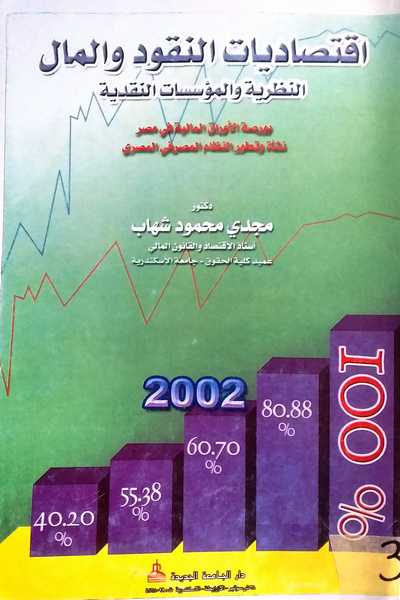 اقتصاديات النقود والمال
النظرية والمؤسسات النقدية
بورصة الأوراق المالية في مصر
نشأة وتطور النظام المصرفي المصري
دكتور
مجدي محمود شهاب
أستاذ الاقتصاد والقانون المالي
عميد كلية الحقوق - جامعة الأسكندرية
2002
40.20
%
55.38
%
60.70
%
80.88
%
100 %
3
دار الجامعة الجديدة